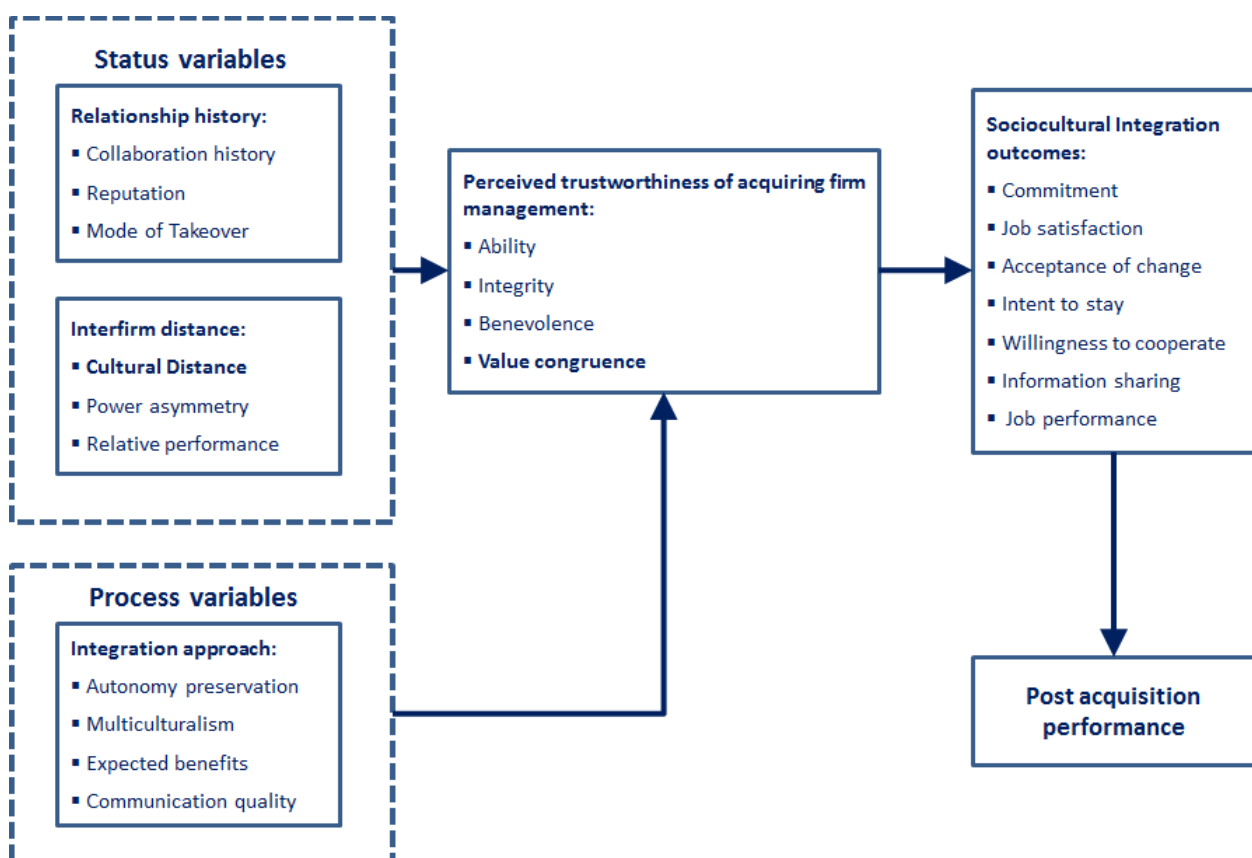 Status variables
Relationship history:
▪ Collaboration history
▪ Reputation
▪ Mode of Takeover
Interfirm distance:
▪ Cultural Distance
▪ Power asymmetry
▪ Relative performance
Process variables
Integration approach:
▪ Autonomy preservation
▪ Multiculturalism
▪ Expected benefits
▪ Communication quality
Perceived trustworthiness of acquiring firm
management:
▪ Ability
▪ Integrity
▪ Benevolence
▪ Value congruence
Sociocultural Integration
outcomes:
▪ Commitment
▪ Job satisfaction
▪ Acceptance of change
▪ Intent to stay
▪ Willingness to cooperate
▪ Information sharing
▪ Job performance
Post acquisition
performance